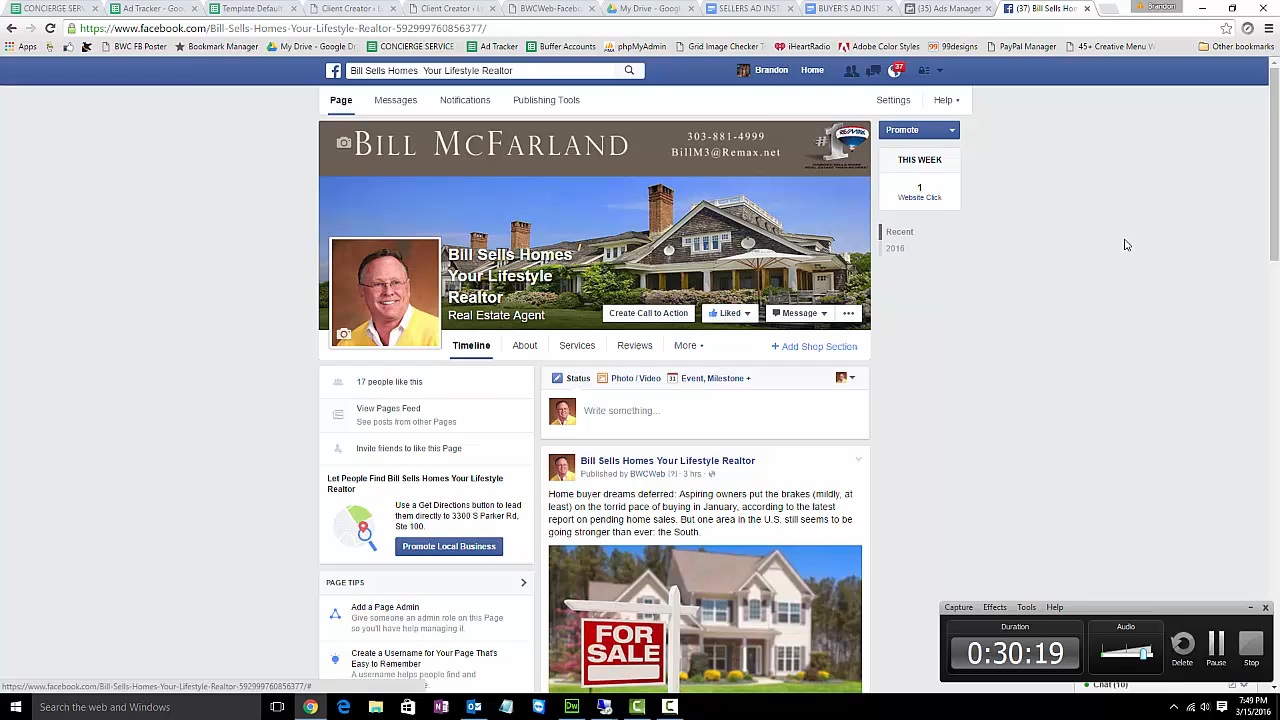 CONCIERGE SERV
Ad Tracker - Goo
Template Default
Client Creator ‹
Client Creator ‹
BWCWeb-Faceboo
My Drive - Google
SELLERS AD INST
BUYER'S AD INST
(35) Ads Manager
(37) Bill Sells Hom
Brandon
https://www.facebook.com/Bill-Sells-Homes-Your-Lifestyle-Realtor-592999760856377/
Apps
BWC FB Poster
Bookmark Manager
My Drive - Google D
CONCIERGE SERVICE
Ad Tracker
Buffer Accounts
phpMyAdmin
Grid Image Checker T
iHeartRadio
Adobe Color Styles
99designs
PayPal Manager
45+ Creative Menu W
Other bookmarks
Bill Sells Homes Your Lifestyle Realtor
Brandon
Home
37
Page
Messages
Notifications
Publishing Tools
Settings
Help
BILL MCFARLAND
303-881-4999
BillM3@Remax.net
#1
RE/MAX
Promote
THIS WEEK
1
Website Click
Recent
2016
Bill Sells Homes
Your Lifestyle
Realtor
Real Estate Agent
Create Call to Action
Liked
Message
Timeline
About
Services
Reviews
More
+ Add Shop Section
17 people like this
View Pages Feed
See posts from other Pages
Invite friends to like this Page
Let People Find Bill Sells Homes Your Lifestyle
Realtor
Use a Get Directions button to lead
them directly to 3300 S Parker Rd,
Ste 100.
Promote Local Business
PAGE TIPS
Add a Page Admin
Give someone an admin role on this Page
so you'll have help managing it.
Create a Username for Your Page That's
Easy to Remember
A username helps people find and
Status
Photo / Video
31
Event, Milestone +
Write something...
Bill Sells Homes Your Lifestyle Realtor
Published by BWCWeb [?] · 3 hrs ·
Home buyer dreams deferred: Aspiring owners put the brakes (mildly, at
least) on the torrid pace of buying in January, according to the latest
report on pending home sales. But one area in the U.S. still seems to be
going stronger than ever: the South.
FOR
SALE
Capture
Effects
Tools
Help
Duration
0:30:19
Audio
Delete
Pause
Stop
Chat (10)
https://www.facebook.com/Bill-Sells-Homes-Your-Lifestyle-Realtor-592999760856377/#
Search the web and Windows
7:49 PM
3/15/2016